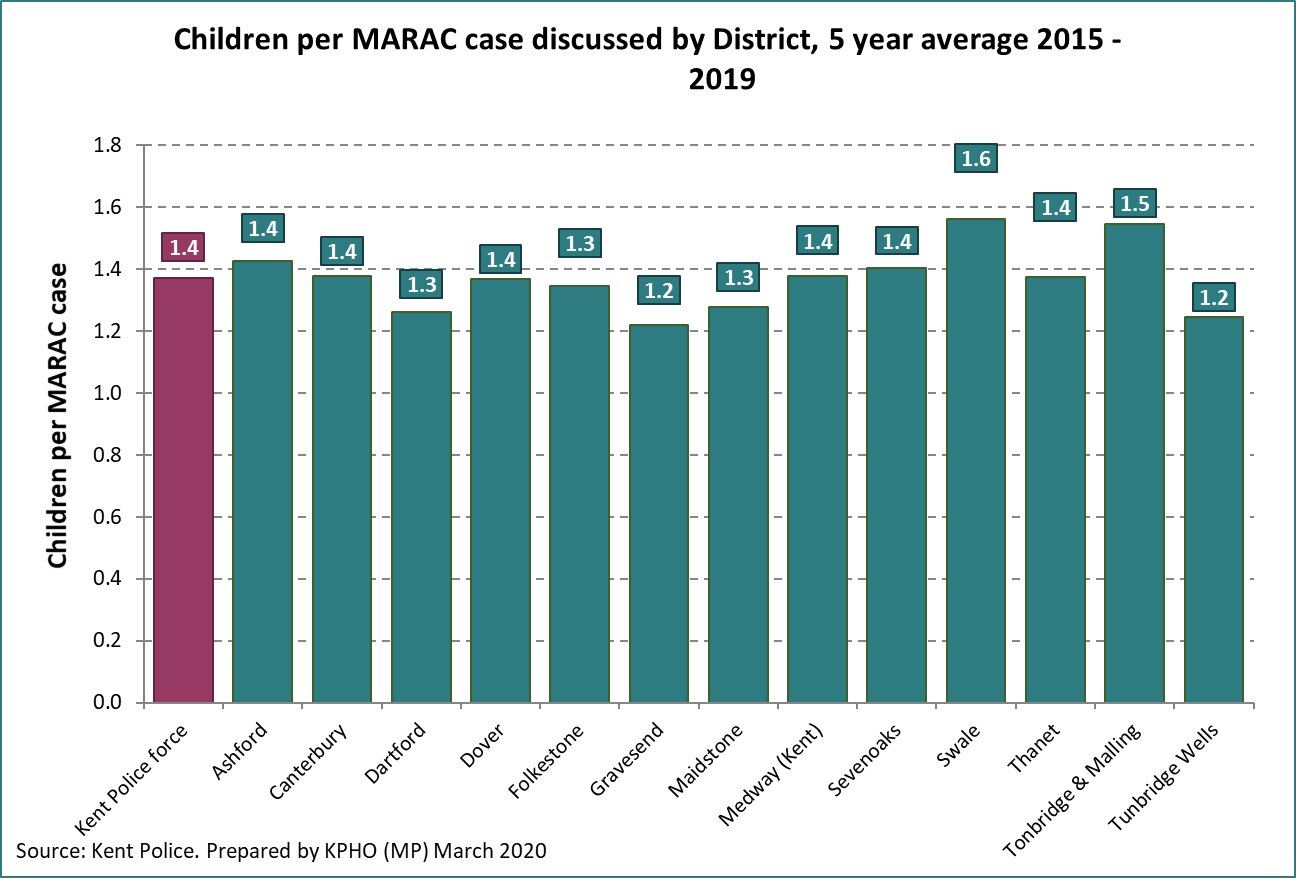 Children per MARAC case discussed by District, 5 year average 2015 -
2019
Children per MARAC case
1.8
1.6
1.4
1.2
1.0
0.8
0.6
0.4
0.2
0.0
1.4
1.4
1.4
1.3
1.4
1.3
1.2
1.3
1.4
1.4
1.6
1.4
1.5
1.2
Kent Police force
Ashford
Canterbury
Dartford
Dover
Folkestone
Gravesend
Maidstone
Medway (Kent)
Sevenoaks
Swale
Thanet
Tonbridge & Malling
Tunbridge Wells
Source: Kent Police. Prepared by KPHO (MP) March 2020